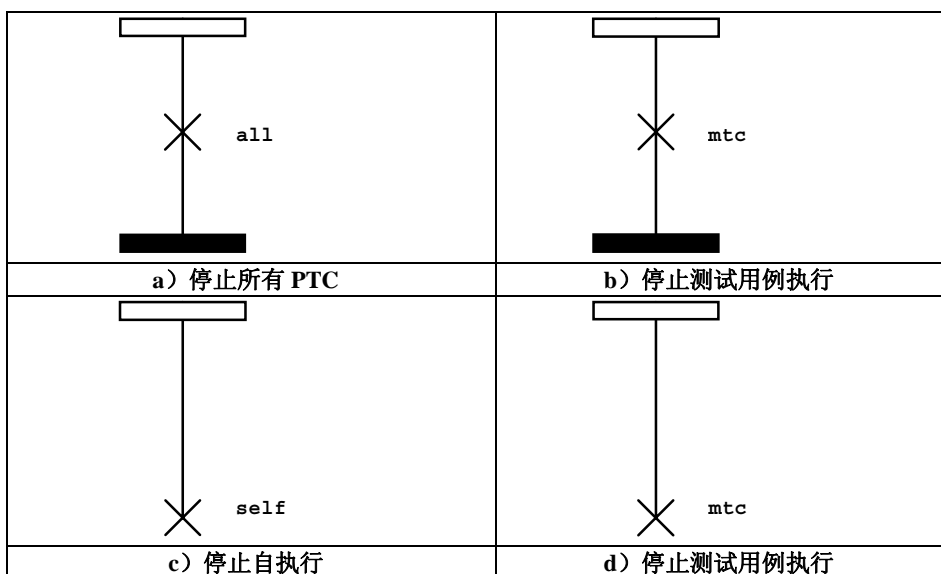 all
mtc
a）停止所有 PTC
b）停止测试用例执行
self
mtc
c）停止自执行
d）停止测试用例执行